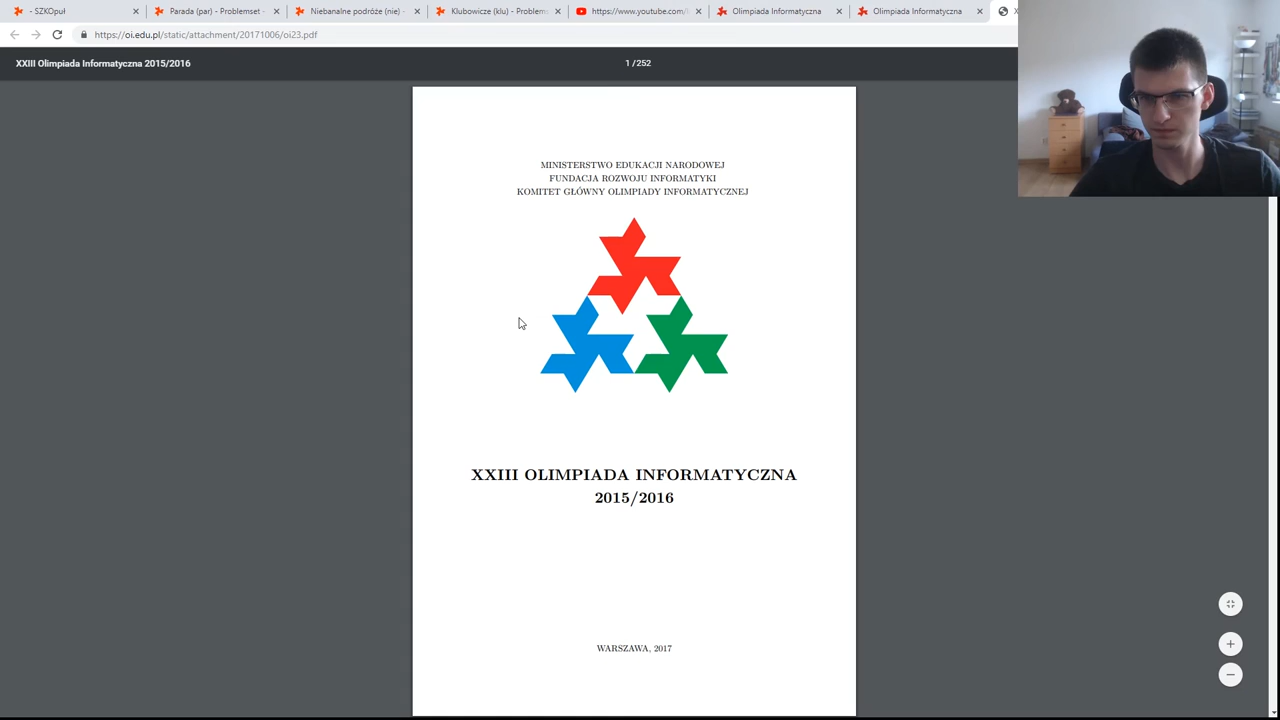 - SZKOpuł
Parada (par) - Problemset -
Niebanalne podróże (nie) -
Klubowicze (klu) - Problem
https://www.youtube.com/
Olimpiada Informatyczna
Olimpiada Informatyczna
X
https://oi.edu.pl/static/attachment/20171006/oi23.pdf
XXIII Olimpiada Informatyczna 2015/2016
1 / 252
MINISTERSTWO EDUKACJI NARODOWEJ
FUNDACJA ROZWOJU INFORMATYKI
KOMITET GŁÓWNY OLIMPIADY INFORMATYCZNEJ
XXIII OLIMPIADA INFORMATYCZNA
2015/2016
WARSZAWA, 2017